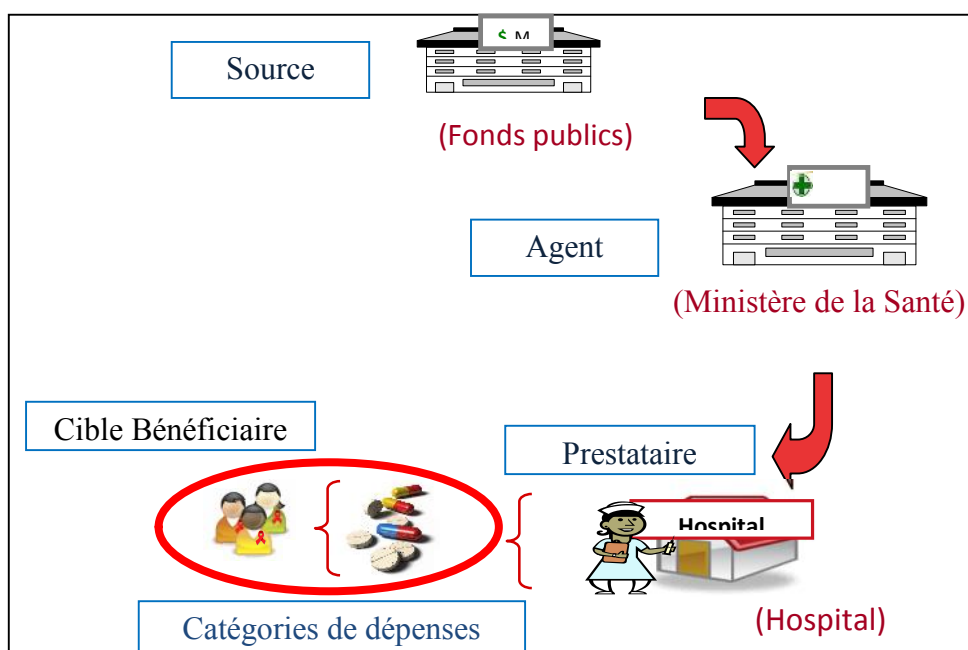 $ M
Source
(Fonds publics)
Agent
(Ministère de la Santé)
Cible Bénéficiaire
Prestataire
Hospital
Catégories de dépenses
(Hospital)